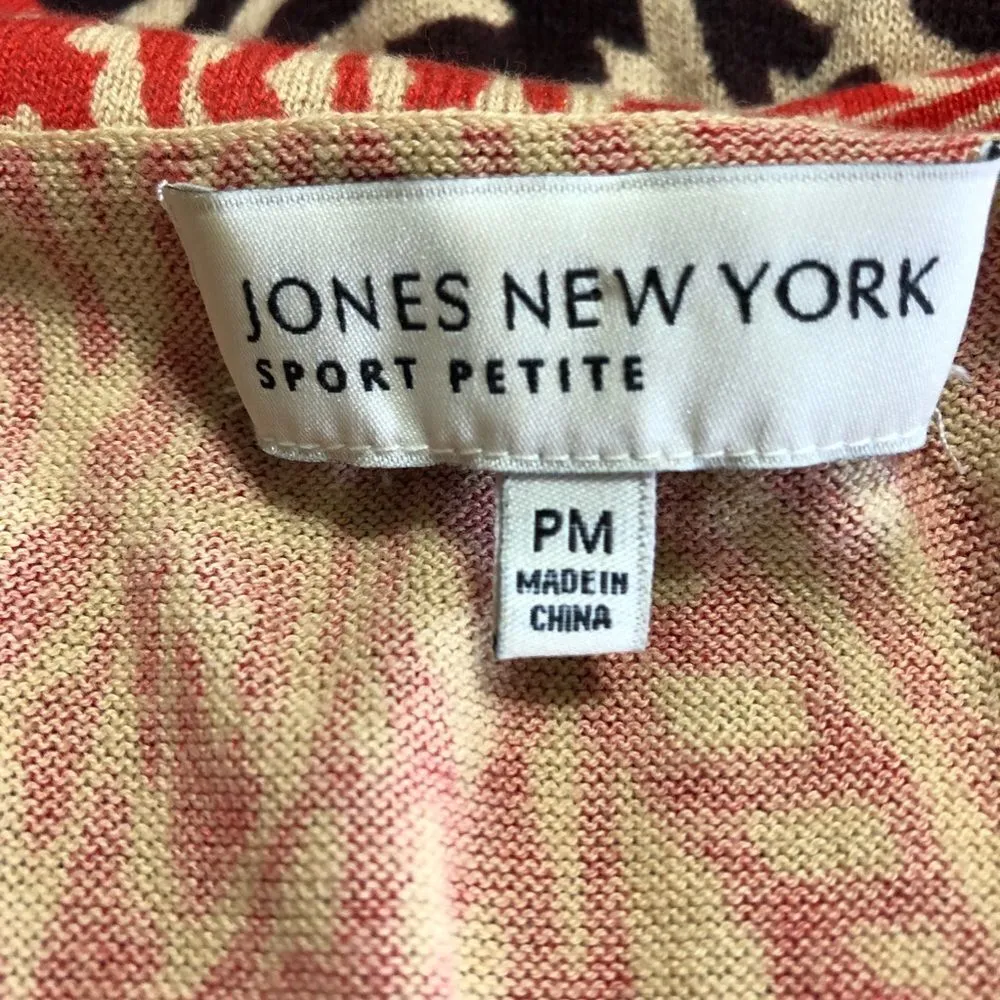 JONES NEW YORK
SPORT PETITE
PM
MADE IN
CHINA